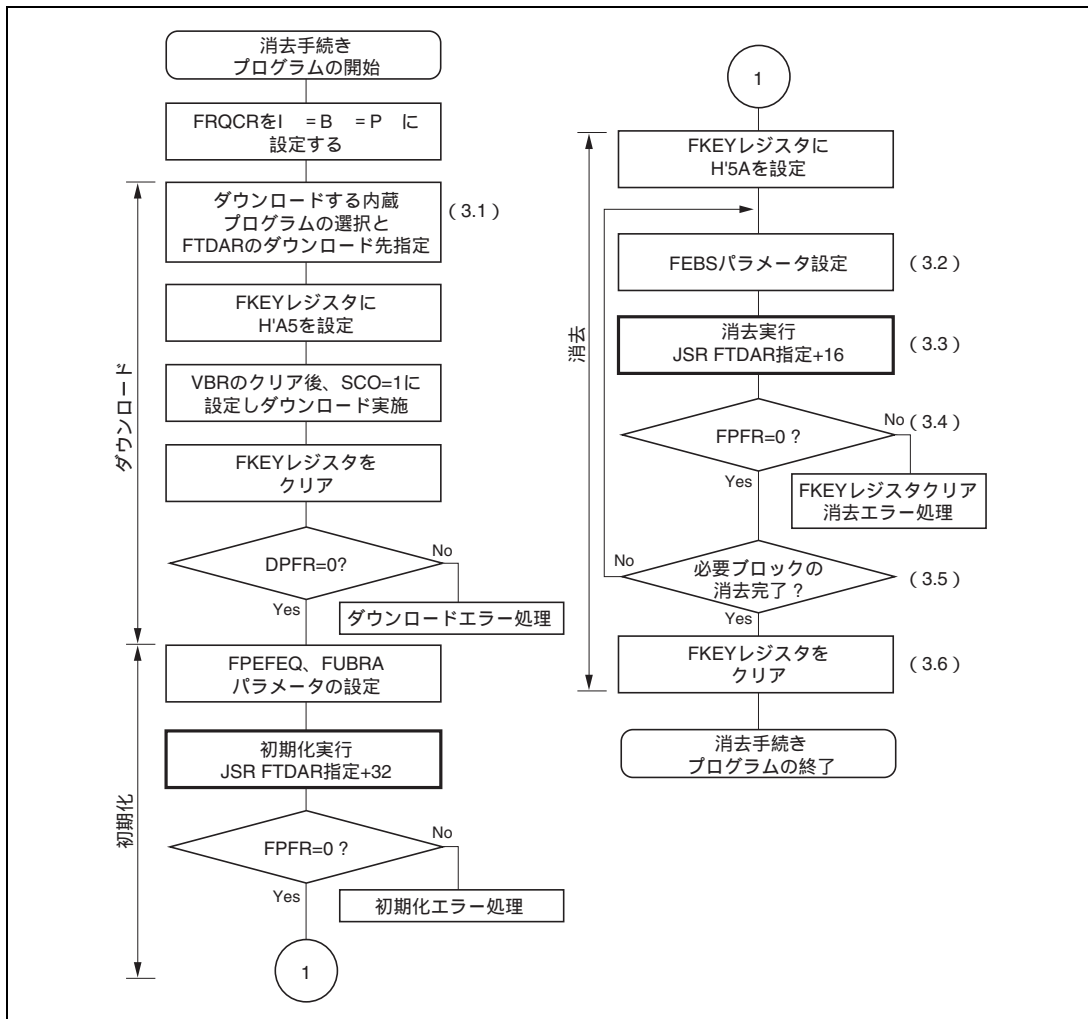 消去手続き
プログラムの開始
FRQCRをI =B =P に
設定する
ダウンロード
ダウンロードする内蔵
プログラムの選択と
FTDARのダウンロード先指定
（3.1）
FKEYレジスタに
H'A5を設定
VBRのクリア後、SCO=1に
設定しダウンロード実施
FKEYレジスタを
クリア
DPFR=0?
No
Yes
ダウンロードエラー処理
初期化
FPEFEQ、FUBRA
パラメータの設定
初期化実行
JSR FTDAR指定+32
FPFR=0？
No
Yes
初期化エラー処理
1
1
消去
FKEYレジスタに
H'5Aを設定
FEBSパラメータ設定
（3.2）
消去実行
JSR FTDAR指定+16
（3.3）
FPFR=0？
No（3.4）
Yes
FKEYレジスタクリア
消去エラー処理
必要ブロックの
消去完了？
No
（3.5）
Yes
FKEYレジスタを
クリア
（3.6）
消去手続き
プログラムの終了